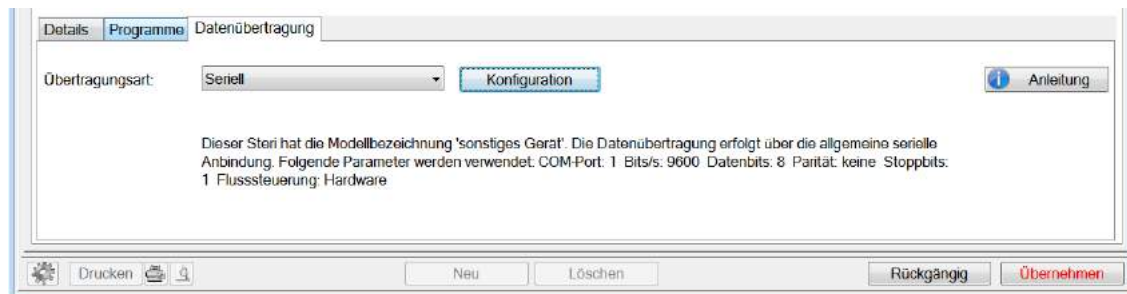 Details Programme Datenübertragung
Übertragungsart: Seriell Konfiguration Anleitung
Dieser Steri hat die Modellbezeichnung 'sonstiges Gerat'. Die Datenübertragung erfolgt über die allgemeine serielle
Anbindung. Folgende Parameter werden verwendet: COM-Port: 1 Bits/s: 9600 Datenbits: 8 Parität: keine Stoppbits:
1 Flusssteuerung: Hardware
Drucken Neu Löschen Rückgängig Übernehmen